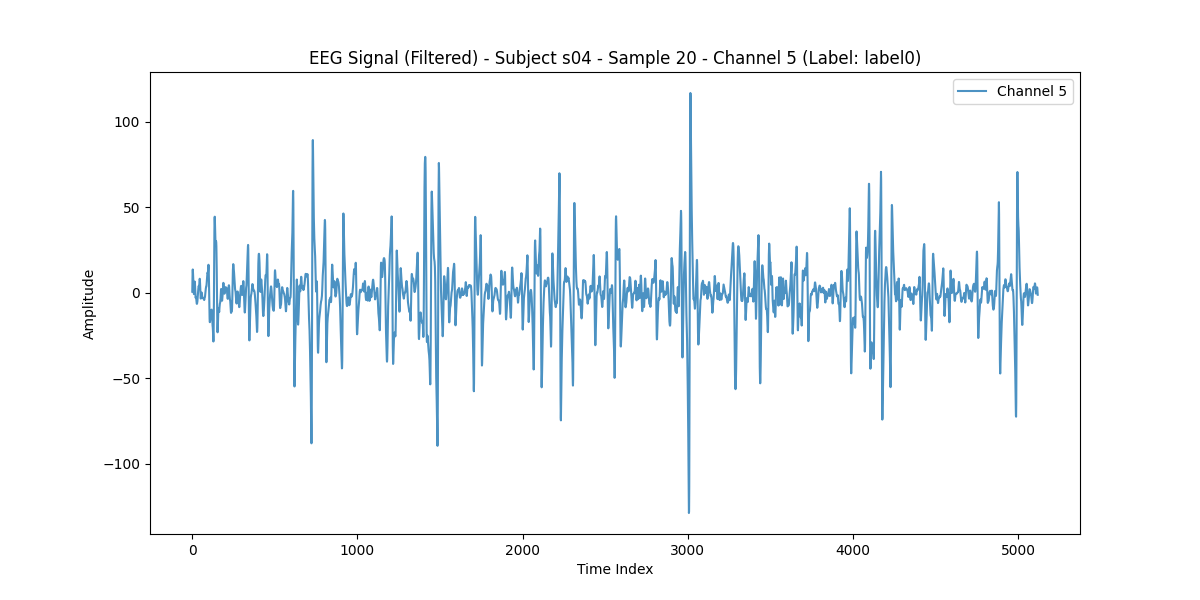 EEG Signal (Filtered) - Subject s04 - Sample 20 - Channel 5 (Label: label0)
Channel 5
100
50
0
−50
−100
Amplitude
0 1000 2000 3000 4000 5000
Time Index